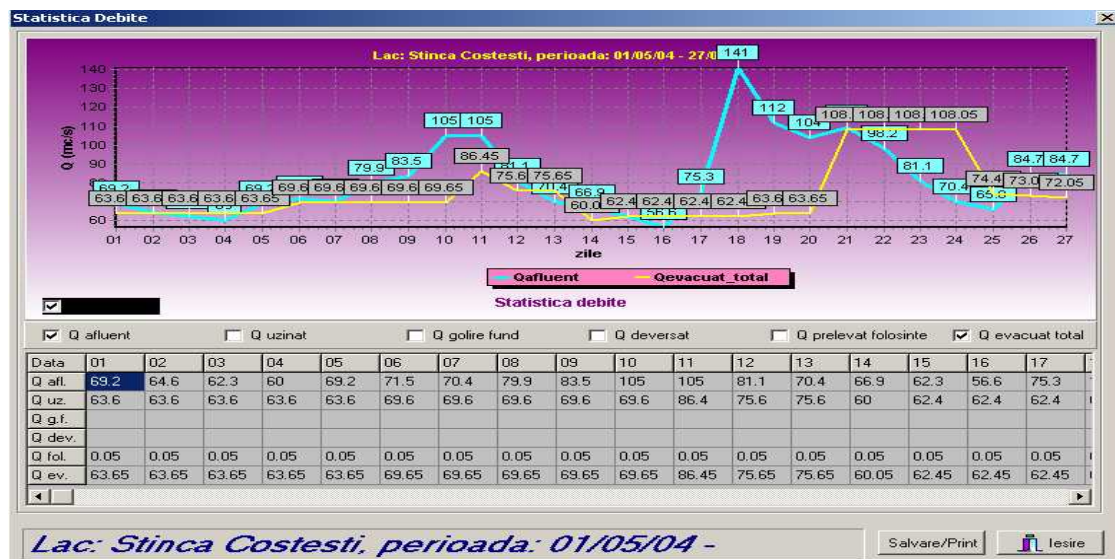 Statistica Debite
Lac: Stinca Costesti, perioada: 01/05/04 - 27/0
141
140
130
120
110
100
90
80
60
Q (mc/s)
105 105
112
104
108. 108 108 108.05
98.2
79.9 83.5
86.45
81.1
75.6 75.65
70.4
66.9
75.3
81.1
70.4
65.8
84.7 84.7
74.4 73.0 72.05
69.2
63.6 63.6 63.6 63.6 63.65 69.6 69.6 69.6 69.6 69.65
60.0 62.4 62.4 62.4 62.4 63.6 63.65
56.6
01 02 03 04 05 06 07 08 09 10 11 12 13 14 15 16 17 18 19 20 21 22 23 24 25 26 27
zile
Qafluent Qevacuat_total
Statistica debite
Q afluent Q uzinat Q golire fund Q deversat Q prelevat folosinte Q evacuat total
Data 01 02 03 04 05 06 07 08 09 10 11 12 13 14 15 16 17
Q afl. 69.2 64.6 62.3 60 69.2 71.5 70.4 79.9 83.5 105 105 81.1 70.4 66.9 62.3 56.6 75.3
Q uz. 63.6 63.6 63.6 63.6 63.6 69.6 69.6 69.6 69.6 69.6 86.4 75.6 75.6 60 62.4 62.4 62.4
Q g.f.
Q dev.
Q fol. 0.05 0.05 0.05 0.05 0.05 0.05 0.05 0.05 0.05 0.05 0.05 0.05 0.05 0.05 0.05 0.05 0.05
Q ev. 63.65 63.65 63.65 63.65 63.65 69.65 69.65 69.65 69.65 69.65 86.45 75.65 75.65 60.05 62.45 62.45 62.45
Lac: Stinca Costesti, perioada: 01/05/04 -
Salvare/Print Iesire